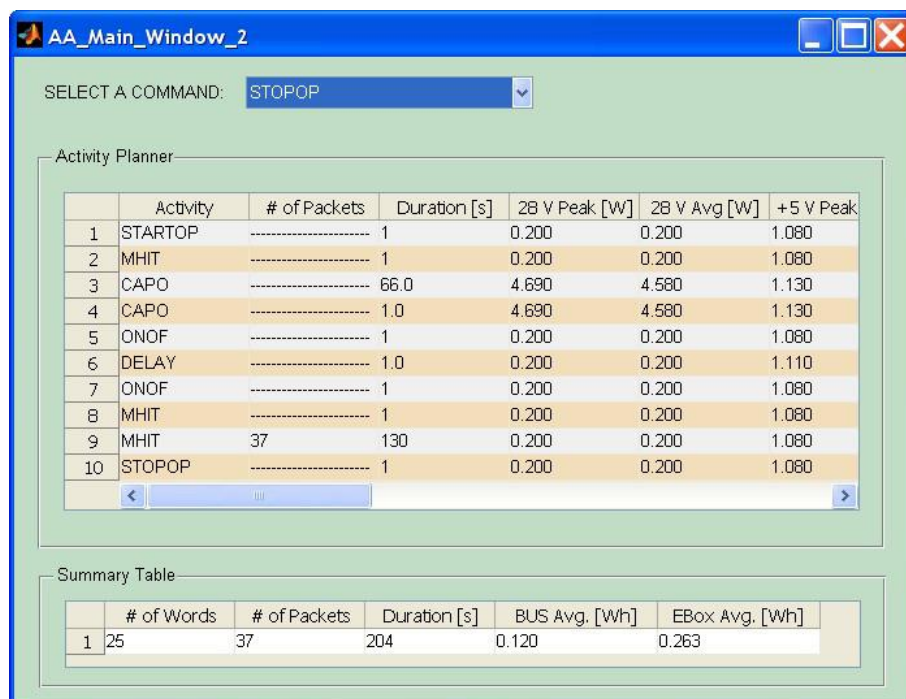 AA_Main_Window_2
SELECT A COMMAND: STOPOP
Activity Planner
Activity # of Packets Duration [s] 28 V Peak [W] 28 V Avg [W] +5 V Peak
1 STARTOP ----------------------- 1 0.200 0.200 1.080
2 MHIT ----------------------- 1 0.200 0.200 1.080
3 CAPO ----------------------- 66.0 4.690 4.580 1.130
4 CAPO ----------------------- 1.0 4.690 4.580 1.130
5 ONOF ----------------------- 1 0.200 0.200 1.080
6 DELAY ----------------------- 1.0 0.200 0.200 1.110
7 ONOF ----------------------- 1 0.200 0.200 1.080
8 MHIT ----------------------- 1 0.200 0.200 1.080
9 MHIT 37 130 0.200 0.200 1.080
10 STOPOP ----------------------- 1 0.200 0.200 1.080
Summary Table
# of Words # of Packets Duration [s] BUS Avg. [Wh] EBox Avg. [Wh]
1 25 37 204 0.120 0.263